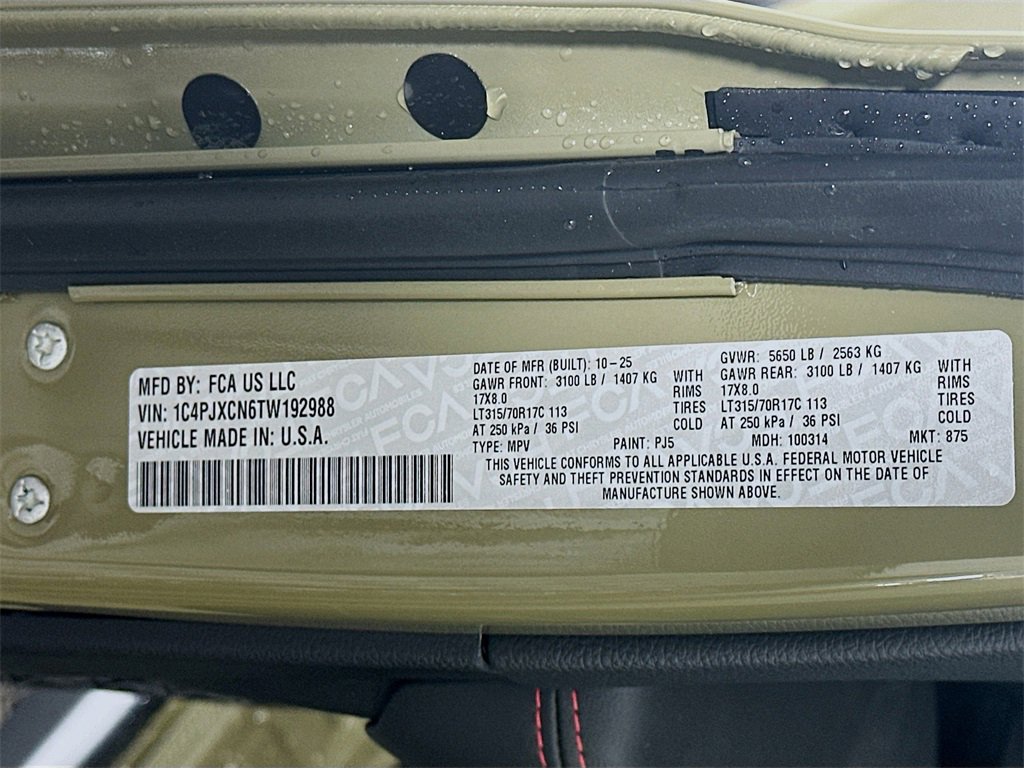 MFD BY: FCA US LLC
VIN: 1C4PJXCN6TW192988
VEHICLE MADE IN: U.S.A.
DATE OF MFR (BUILT): 10-25
GAWR FRONT: 3100 LB / 1407 KG WITH
17X8.0 RIMS
LT315/70R17C 113 TIRES
AT 250 kPa / 36 PSI COLD
GVWR: 5650 LB / 2563 KG
GAWR REAR: 3100 LB / 1407 KG WITH
17X8.0 RIMS
LT315/70R17C 113 TIRES
AT 250 kPa / 36 PSI COLD
TYPE: MPV PAINT: PJ5 MDH: 100314 MKT: 875
THIS VEHICLE CONFORMS TO ALL APPLICABLE U.S.A. FEDERAL MOTOR VEHICLE
SAFETY AND THEFT PREVENTION STANDARDS IN EFFECT ON THE DATE OF
MANUFACTURE SHOWN ABOVE.